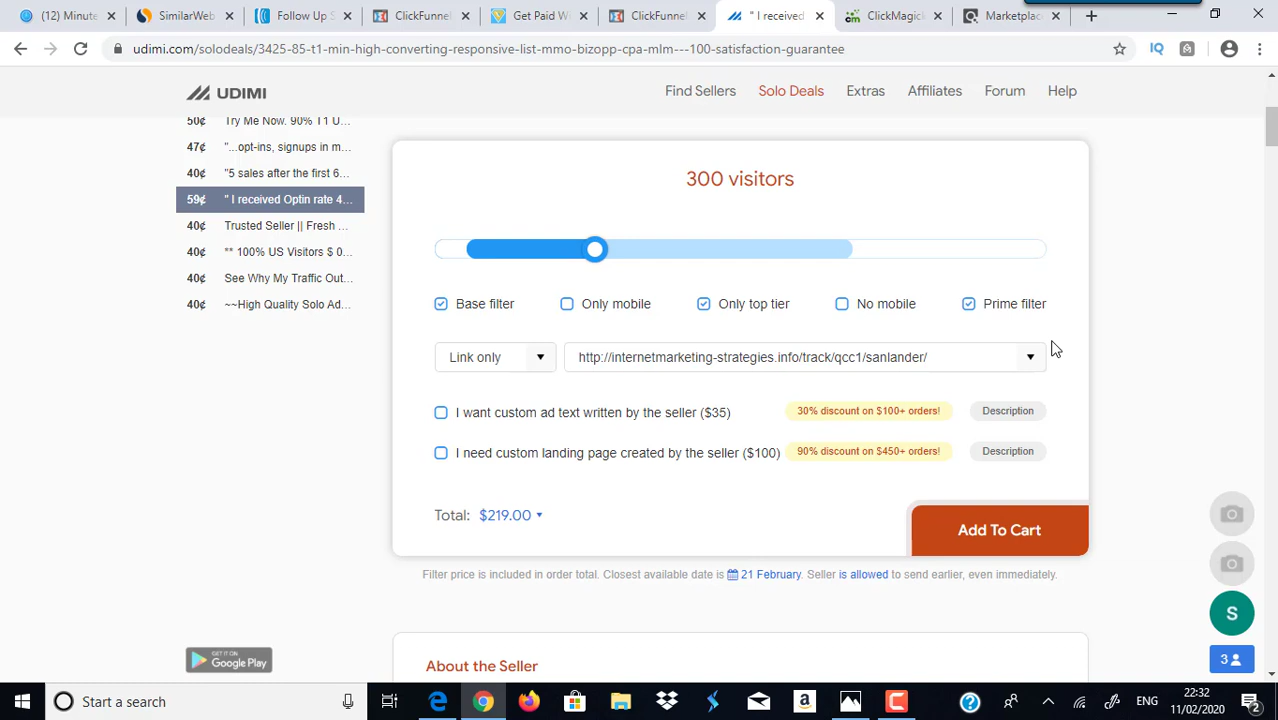 (12) Minute
SimilarWeb
Follow Up S
ClickFunnel
Get Paid Wi
ClickFunnel
" I received
ClickMagick
Marketplace
udimi.com/solodeals/3425-85-t1-min-high-converting-responsive-list-mmo-bizopp-cpa-mlm---100-satisfaction-guarantee
UDIMI
Find Sellers
Solo Deals
Extras
Affiliates
Forum
Help
50¢ Try Me Now. 90% T1 U...
47¢ "...opt-ins, signups in m...
40¢ "5 sales after the first 6...
59¢ " I received Optin rate 4...
40¢ Trusted Seller || Fresh ...
40¢ ** 100% US Visitors $ 0...
40¢ See Why My Traffic Out...
40¢ ~~High Quality Solo Ad...
300 visitors
Base filter
Only mobile
Only top tier
No mobile
Prime filter
Link only
http://internetmarketing-strategies.info/track/qcc1/sanlander/
I want custom ad text written by the seller ($35)
30% discount on $100+ orders!
Description
I need custom landing page created by the seller ($100)
90% discount on $450+ orders!
Description
Total: $219.00
Add To Cart
Filter price is included in order total. Closest available date is 21 February. Seller is allowed to send earlier, even immediately.
About the Seller
GET IT ON
Google Play
S
3
Start a search
ENG
22:32
11/02/2020
2